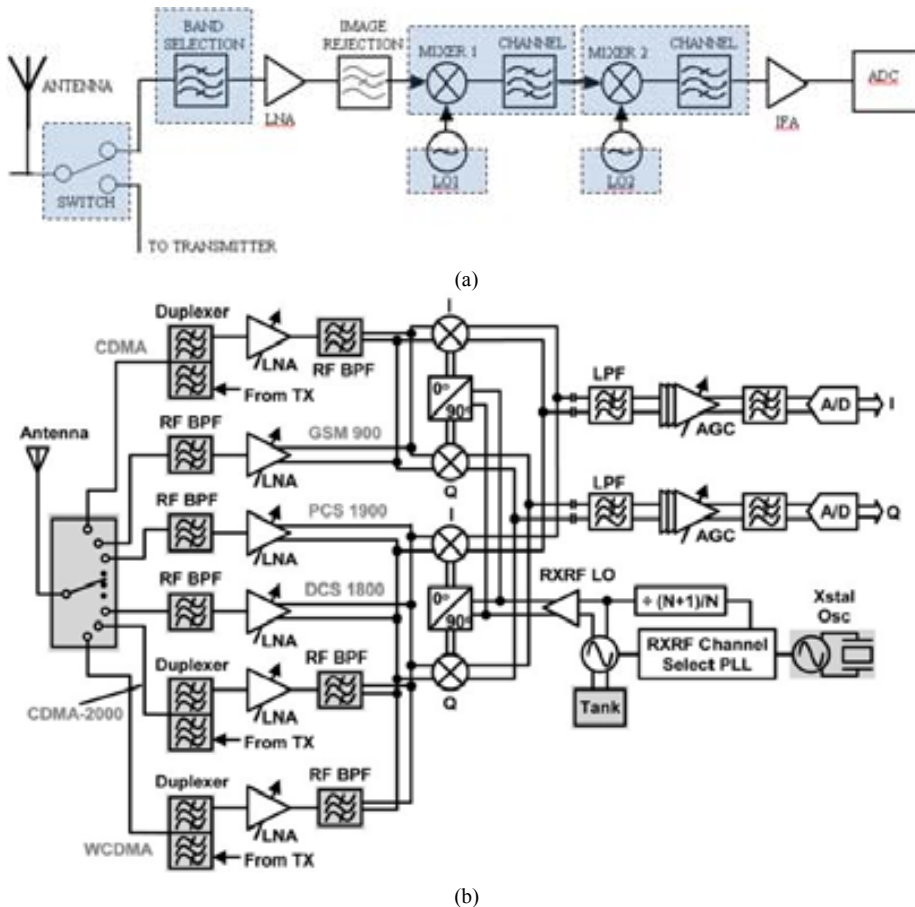 BAND
SELECTION
IMAGE
REJECTION
MIXER 1
CHANNEL
MIXER 2
CHANNEL
ANTENNA
LNA
IFA
ADC
LO1
LO2
SWITCH
TO TRANSMITTER
(a)
Duplexer
CDMA
LNA
RF BPF
From TX
I
0°
90°
LPF
A/D
I
AGC
Antenna
RF BPF
GSM 900
LNA
Q
LPF
A/D
Q
AGC
RF BPF
PCS 1900
LNA
I
RF BPF
DCS 1800
LNA
0°
90°
RXRF LO
÷ (N+1)/N
Xstal
Osc
RXRF Channel
Select PLL
Tank
Q
Duplexer
RF BPF
LNA
CDMA-2000
From TX
Duplexer
RF BPF
LNA
WCDMA
From TX
(b)